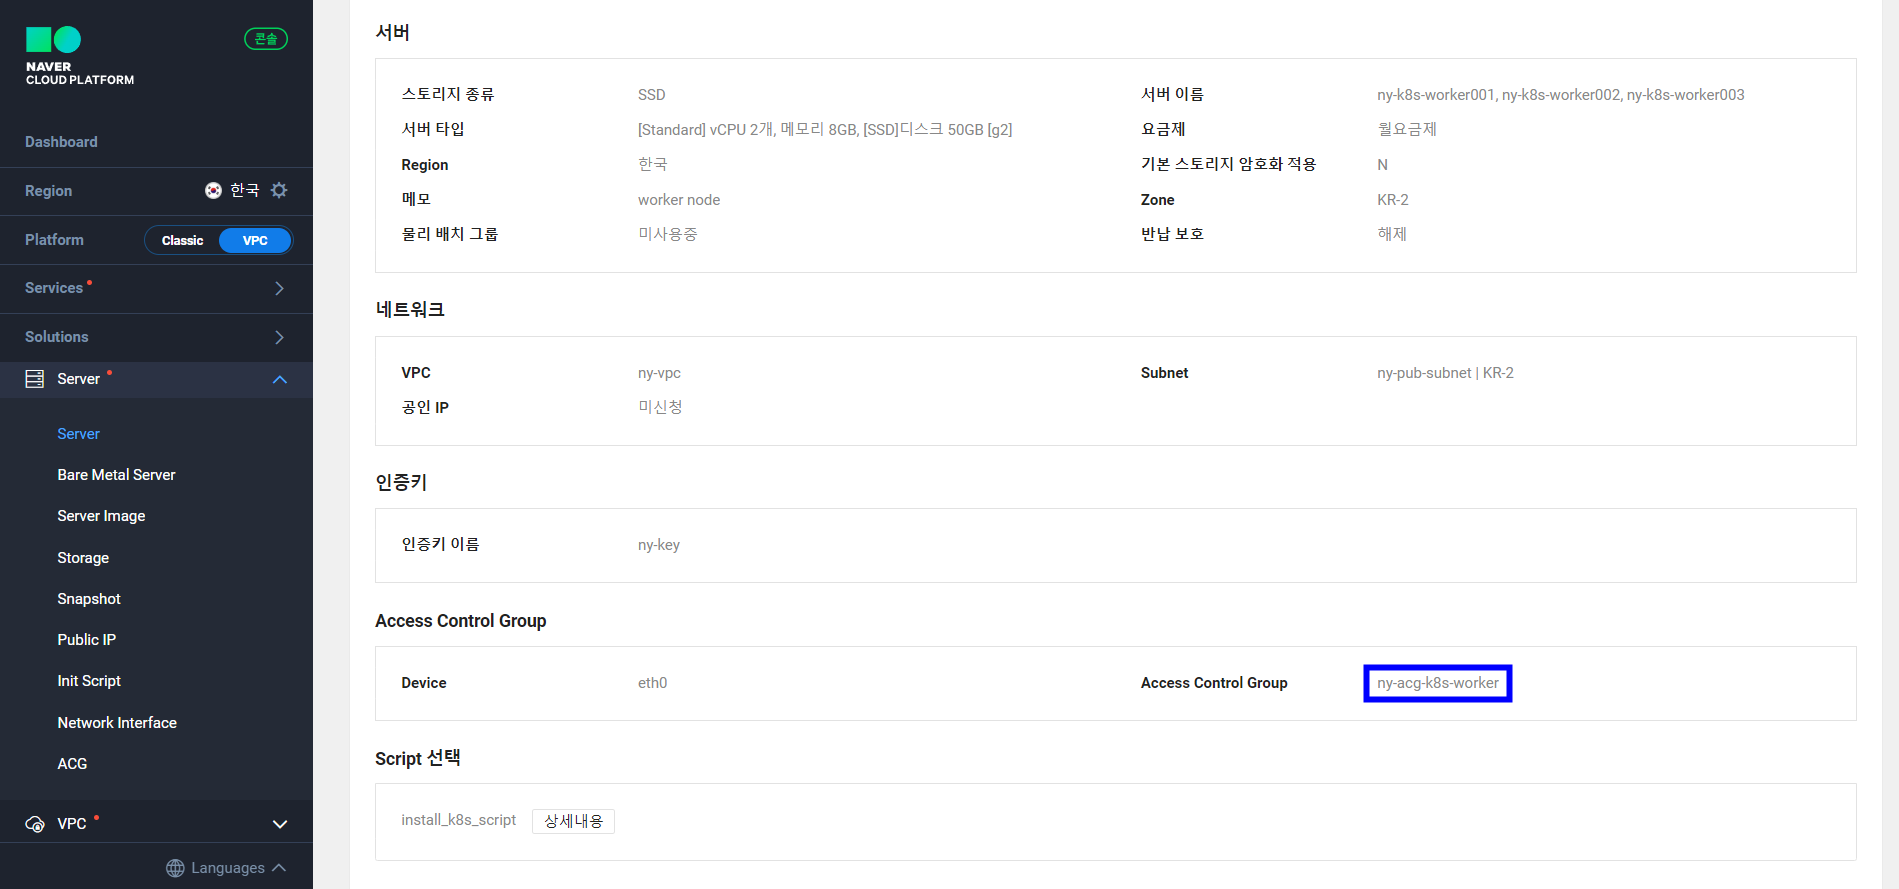 콘솔
NAVER
CLOUD PLATFORM
Dashboard
Region 한국
Platform Classic VPC
Services
Solutions
Server
Server
Bare Metal Server
Server Image
Storage
Snapshot
Public IP
Init Script
Network Interface
ACG
VPC
Languages
서버
스토리지 종류 SSD 서버 이름 ny-k8s-worker001, ny-k8s-worker002, ny-k8s-worker003
서버 타입 [Standard] vCPU 2개, 메모리 8GB, [SSD]디스크 50GB [g2] 요금제 월요금제
Region 한국 기본 스토리지 암호화 적용 N
메모 worker node Zone KR-2
물리 배치 그룹 미사용중 반납 보호 해제
네트워크
VPC ny-vpc Subnet ny-pub-subnet | KR-2
공인 IP 미신청
인증키
인증키 이름 ny-key
Access Control Group
Device eth0 Access Control Group ny-acg-k8s-worker
Script 선택
install_k8s_script 상세내용